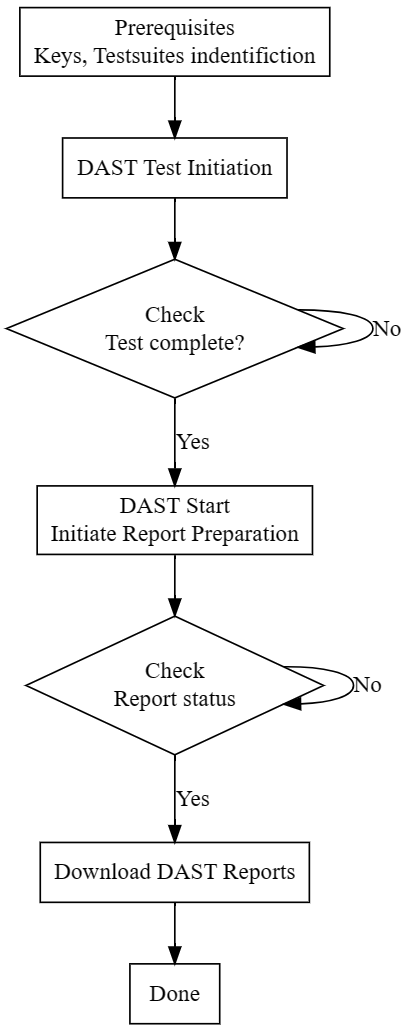 Prerequisites
Keys, Testsuites indentifiction
DAST Test Initiation
Check
Test complete?
No
Yes
DAST Start
Initiate Report Preparation
Check
Report status
No
Yes
Download DAST Reports
Done